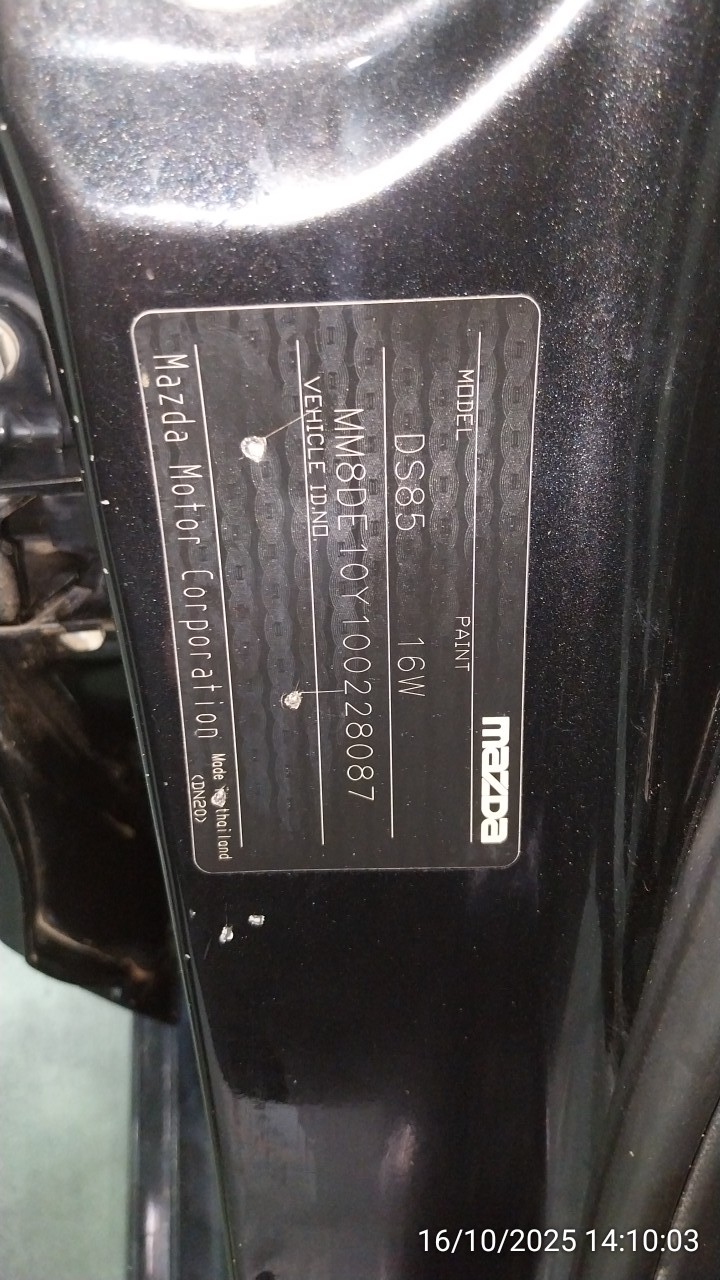 mazda
MODEL PAINT
DS85 16W
MM8DE10Y100228087
VEHICLE ID.NO.
Mazda Motor Corporation Made in thailand
<DN20>
16/10/2025 14:10:03